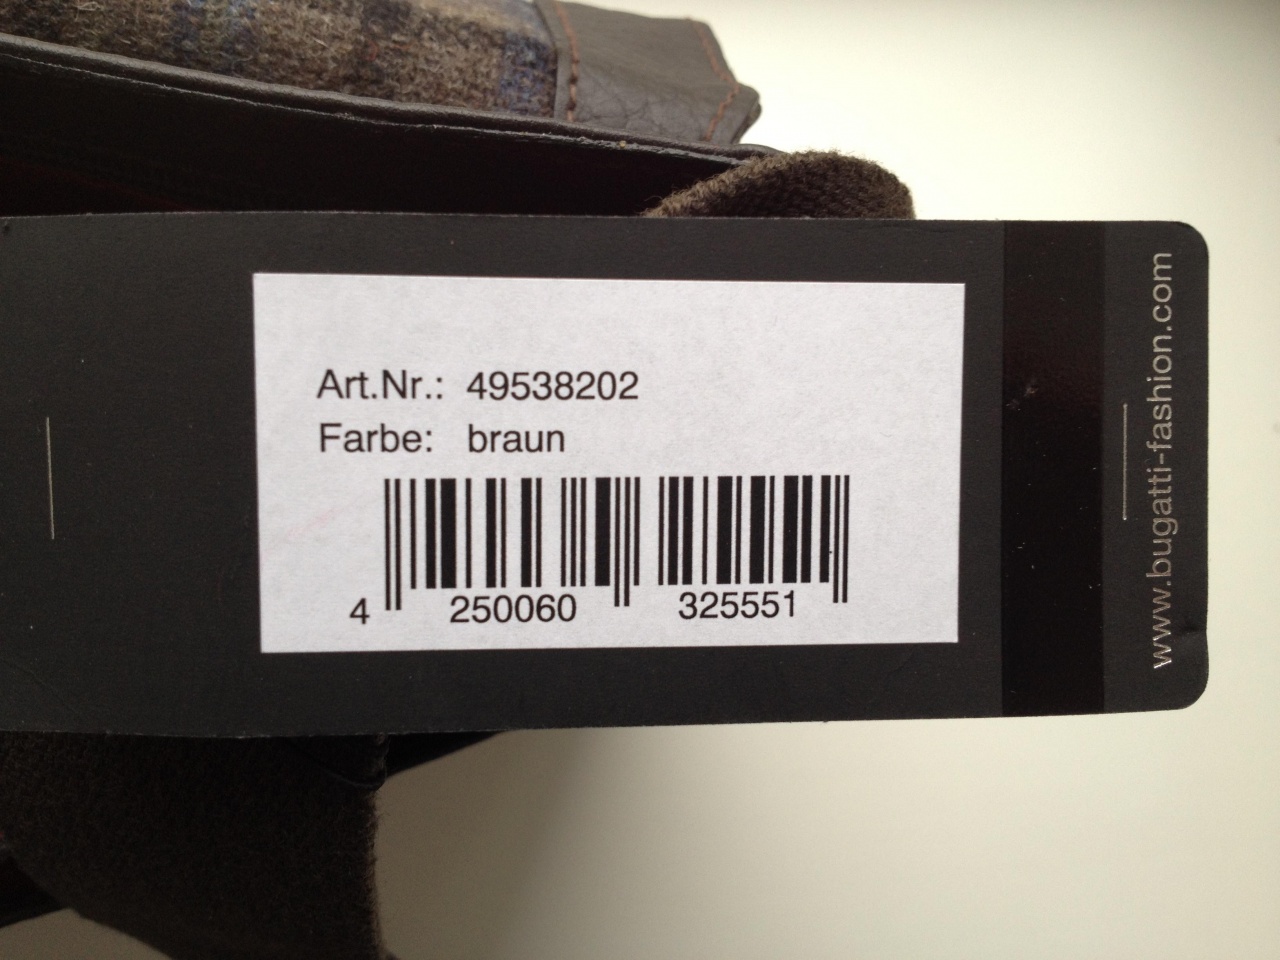 Art.Nr.: 49538202
Farbe: braun
4 250060 325551
www.bugatti-fashion.com